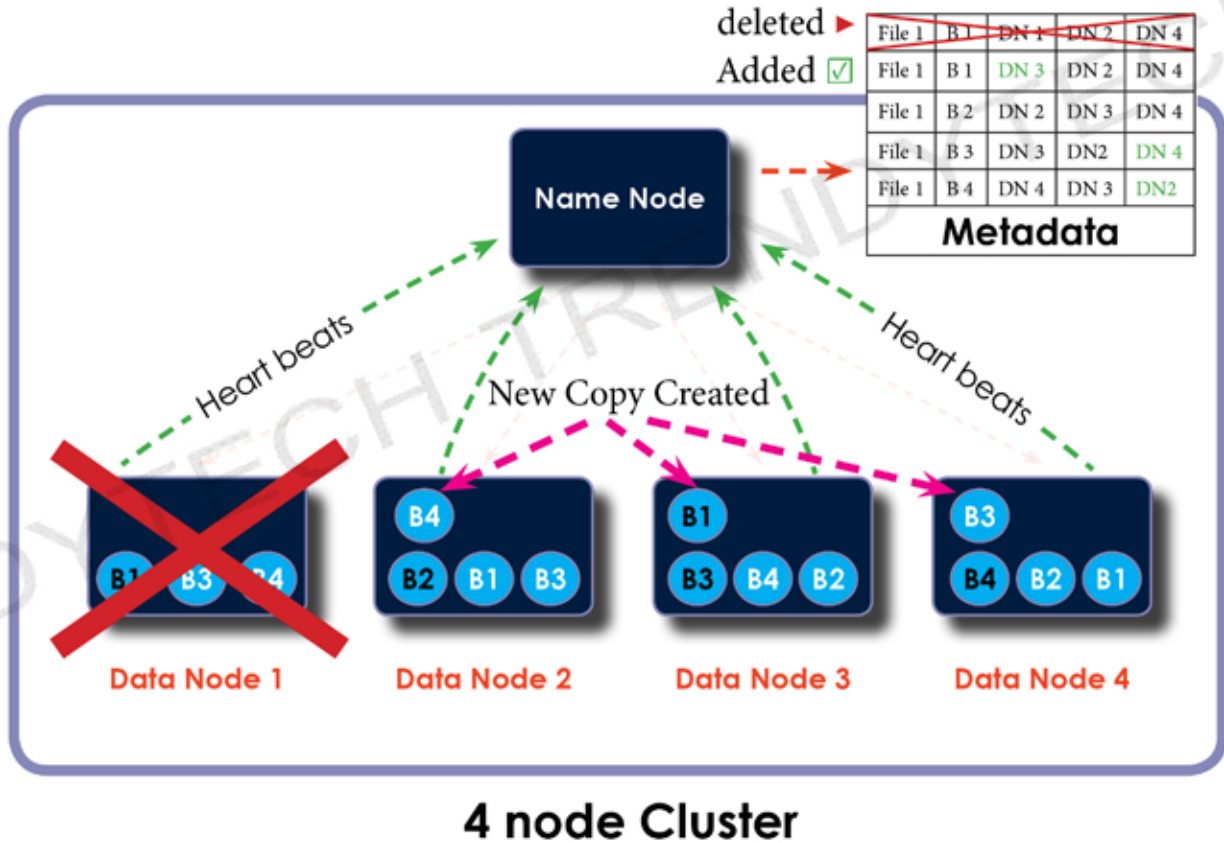 deleted ▶
Added ☑
File 1 B 1 DN 1 DN 2 DN 4
File 1 B 1 DN 3 DN 2 DN 4
File 1 B 2 DN 2 DN 3 DN 4
File 1 B 3 DN 3 DN2 DN 4
File 1 B 4 DN 4 DN 3 DN2
Metadata
Name Node
Heart beats
Heart beats
New Copy Created
B1 B3 B4
B4
B2 B1 B3
B1
B3 B4 B2
B3
B4 B2 B1
Data Node 1
Data Node 2
Data Node 3
Data Node 4
4 node Cluster
TECH TRENDYTECH